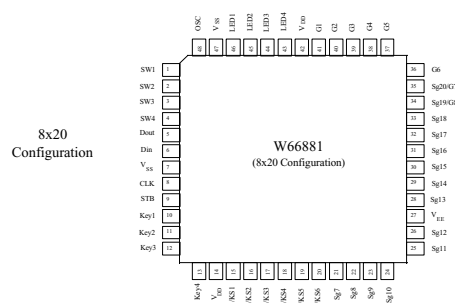 OSC
VSS
LED1
LED2
LED3
LED4
VDD
G1
G2
G3
G4
G5
48
47
46
45
44
43
42
41
40
39
38
37
SW1 1
SW2 2
SW3 3
SW4 4
Dout 5
Din 6
VSS 7
CLK 8
STB 9
Key1 10
Key2 11
Key3 12
8x20
Configuration
W66881
(8x20 Configuration)
36 G6
35 Sg20/G7
34 Sg19/G8
33 Sg18
32 Sg17
31 Sg16
30 Sg15
29 Sg14
28 Sg13
27 VEE
26 Sg12
25 Sg11
13
14
15
16
17
18
19
20
21
22
23
24
Key4
VDD
/KS1
/KS2
/KS3
/KS4
/KS5
/KS6
Sg7
Sg8
Sg9
Sg10